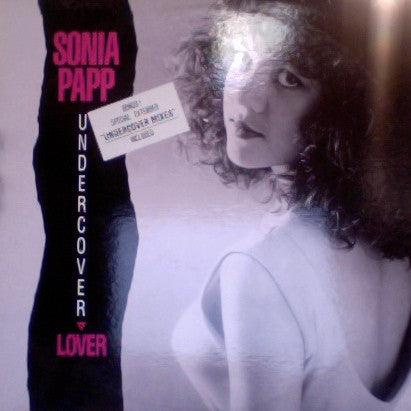 SONIA
PAPP
UNDERCOVER
LOVER
BONUS!
SPECIAL EXTENDED
"UNDERCOVER MIXES"
INCLUDED